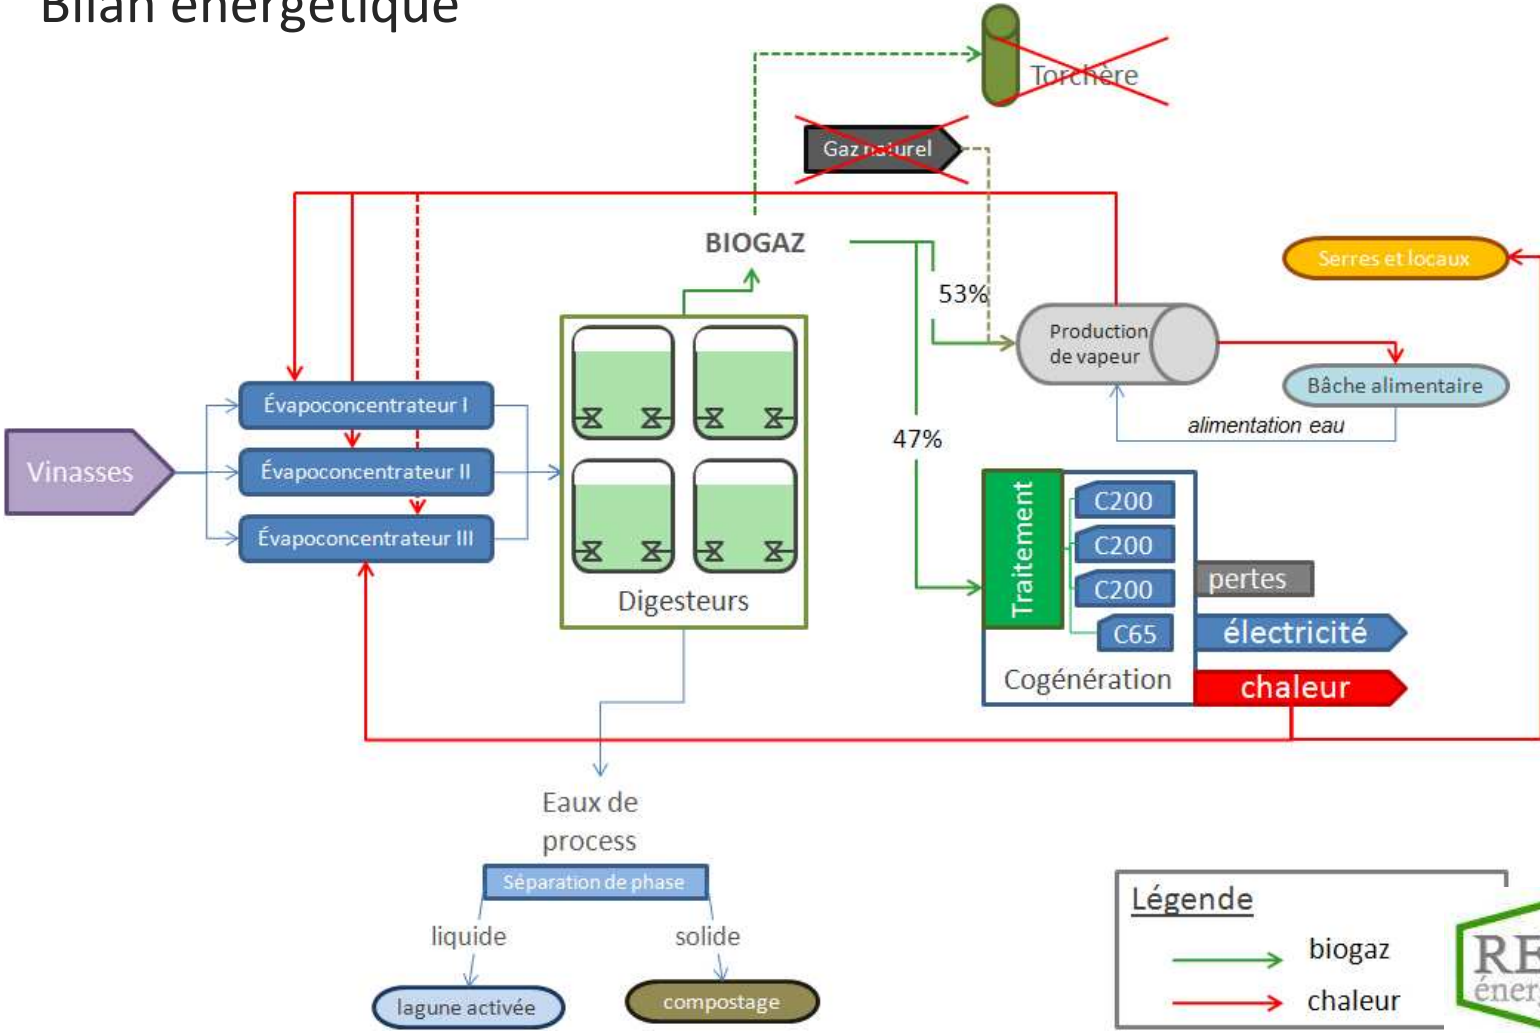 Bilan énergétique
Torchère
Gaz naturel
BIOGAZ
Serres et locaux
53%
Production
de vapeur
Bâche alimentaire
alimentation eau
47%
Vinasses
Évapoconcentrateur I
Évapoconcentrateur II
Évapoconcentrateur III
Digesteurs
Traitement
C200
C200
C200
C65
Cogénération
pertes
électricité
chaleur
Eaux de
process
Séparation de phase
liquide
solide
lagune activée
compostage
Légende
biogaz
chaleur